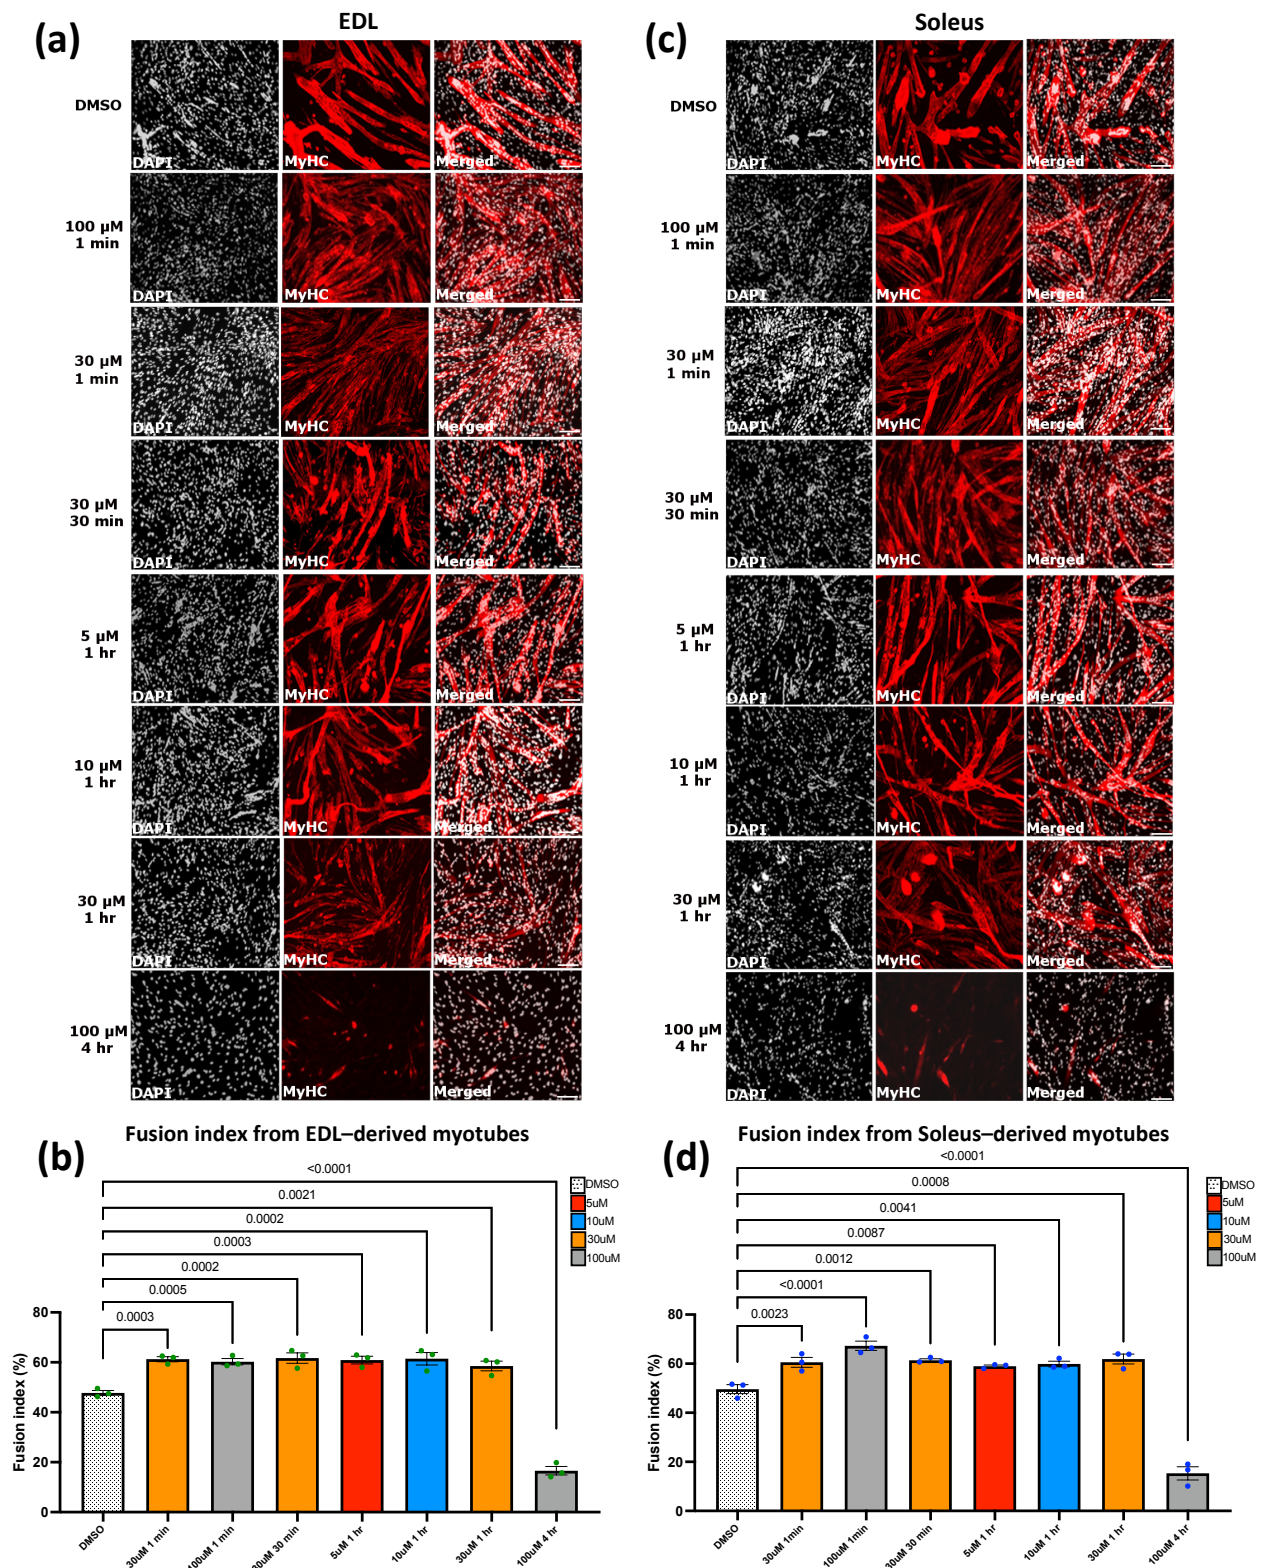 (a)
EDL
DMSO
DAPI MyHC Merged
100 µM
1 min
DAPI MyHC Merged
30 µM
1 min
DAPI MyHC Merged
30 µM
30 min
DAPI MyHC Merged
5 µM
1 hr
DAPI MyHC Merged
10 µM
1 hr
DAPI MyHC Merged
30 µM
1 hr
DAPI MyHC Merged
100 µM
4 hr
DAPI MyHC Merged
(c)
Soleus
DMSO
DAPI MyHC Merged
100 µM
1 min
DAPI MyHC Merged
30 µM
1 min
DAPI MyHC Merged
30 µM
30 min
DAPI MyHC Merged
5 µM
1 hr
DAPI MyHC Merged
10 µM
1 hr
DAPI MyHC Merged
30 µM
1 hr
DAPI MyHC Merged
100 µM
4 hr
DAPI MyHC Merged
(b)
Fusion index from EDL–derived myotubes
<0.0001
0.0021
0.0002
0.0003
0.0002
0.0005
0.0003
DMSO
5uM
10uM
30uM
100uM
Fusion index (%)
80
60
40
20
0
DMSO
30uM 1 min
100uM 1 min
30uM 30 min
5uM 1 hr
10uM 1 hr
30uM 1 hr
100uM 4 hr
(d)
Fusion index from Soleus–derived myotubes
<0.0001
0.0008
0.0041
0.0087
0.0012
<0.0001
0.0023
DMSO
5uM
10uM
30uM
100uM
Fusion index (%)
80
60
40
20
0
DMSO
30uM 1min
100uM 1min
30uM 30 min
5uM 1 hr
10uM 1 hr
30uM 1 hr
100uM 4 hr